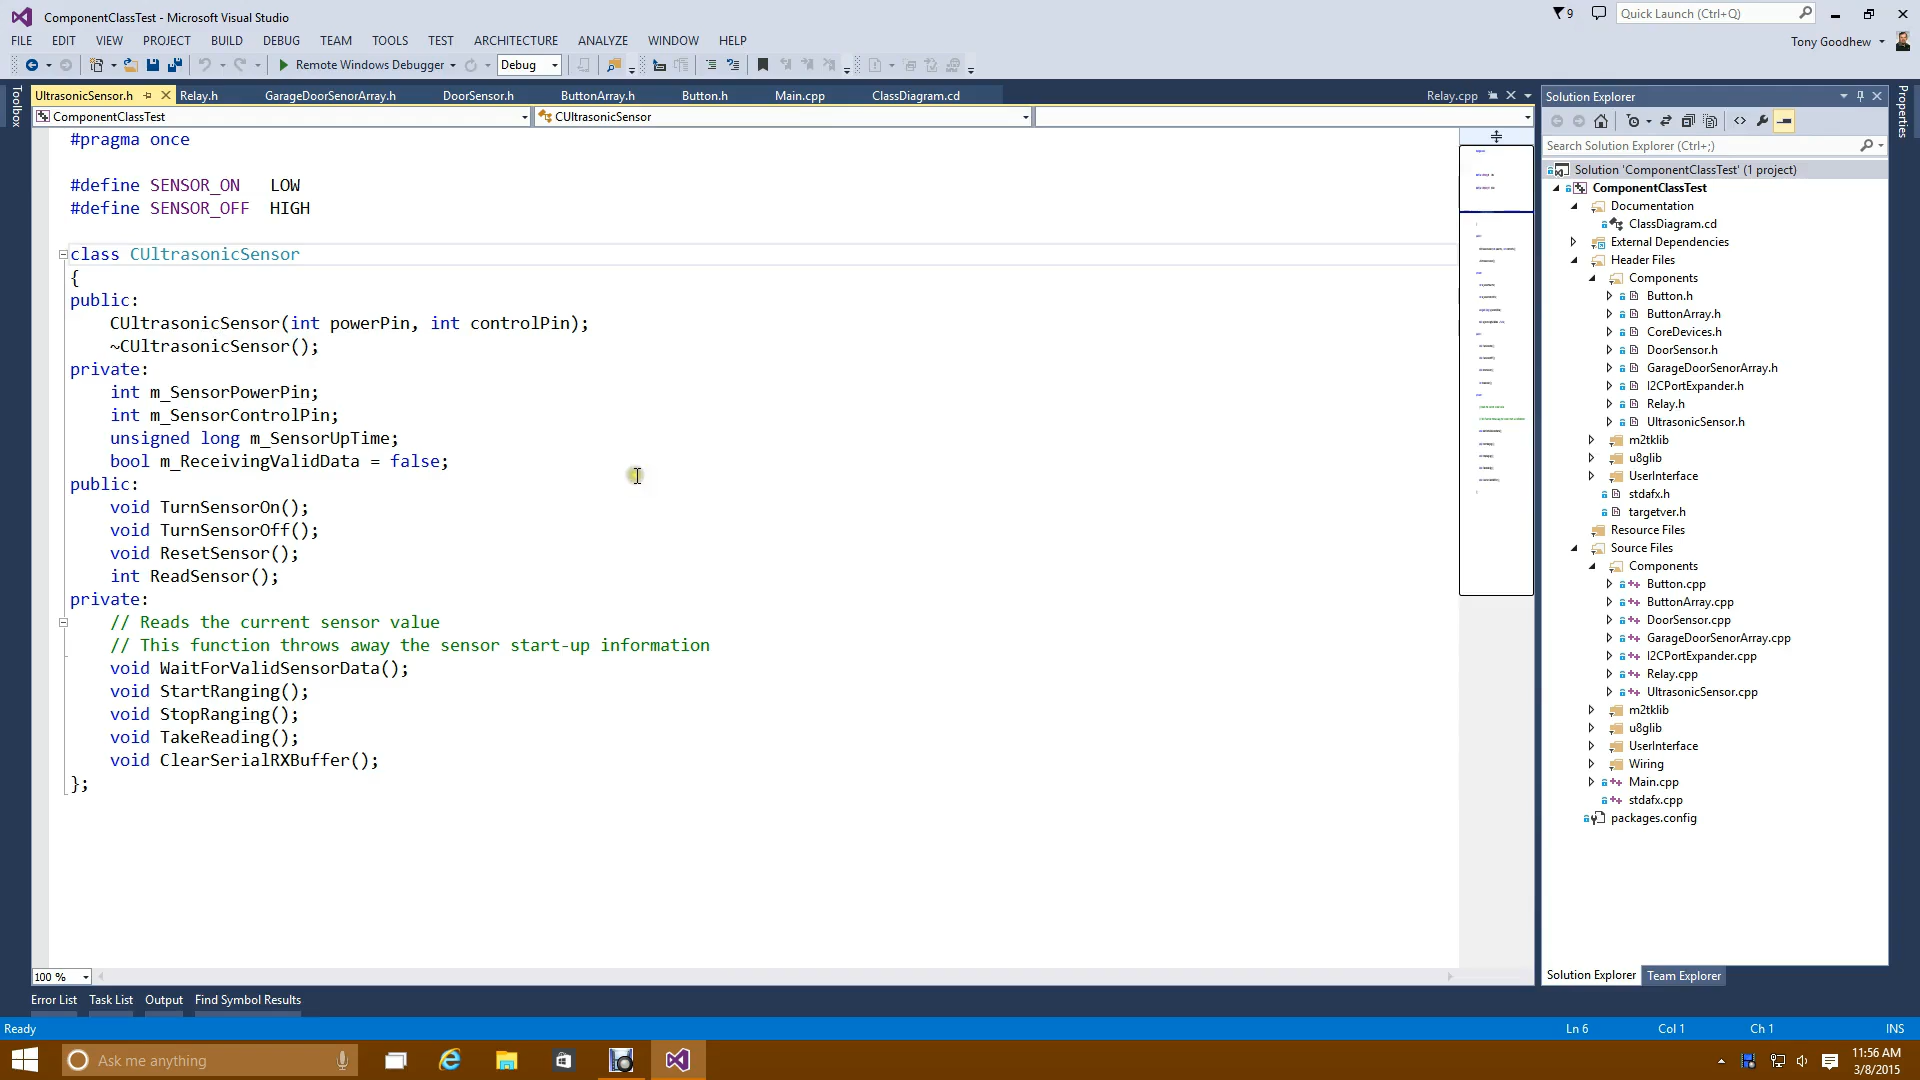 ComponentClassTest - Microsoft Visual Studio
9
Quick Launch (Ctrl+Q)
FILE EDIT VIEW PROJECT BUILD DEBUG TEAM TOOLS TEST ARCHITECTURE ANALYZE WINDOW HELP
Tony Goodhew
Remote Windows Debugger
Debug
Toolbox
UltrasonicSensor.h
Relay.h
GarageDoorSenorArray.h
DoorSensor.h
ButtonArray.h
Button.h
Main.cpp
ClassDiagram.cd
Relay.cpp
ComponentClassTest
CUltrasonicSensor
#pragma once
#define SENSOR_ON   LOW
#define SENSOR_OFF  HIGH
class CUltrasonicSensor
{
public:
    CUltrasonicSensor(int powerPin, int controlPin);
    ~CUltrasonicSensor();
private:
    int m_SensorPowerPin;
    int m_SensorControlPin;
    unsigned long m_SensorUpTime;
    bool m_ReceivingValidData = false;
public:
    void TurnSensorOn();
    void TurnSensorOff();
    void ResetSensor();
    int ReadSensor();
private:
    // Reads the current sensor value
    // This function throws away the sensor start-up information
    void WaitForValidSensorData();
    void StartRanging();
    void StopRanging();
    void TakeReading();
    void ClearSerialRXBuffer();
};
100 %
Solution Explorer
Search Solution Explorer (Ctrl+;)
Solution 'ComponentClassTest' (1 project)
ComponentClassTest
Documentation
ClassDiagram.cd
External Dependencies
Header Files
Components
Button.h
ButtonArray.h
CoreDevices.h
DoorSensor.h
GarageDoorSenorArray.h
I2CPortExpander.h
Relay.h
UltrasonicSensor.h
m2tklib
u8glib
UserInterface
stdafx.h
targetver.h
Resource Files
Source Files
Components
Button.cpp
ButtonArray.cpp
DoorSensor.cpp
GarageDoorSenorArray.cpp
I2CPortExpander.cpp
Relay.cpp
UltrasonicSensor.cpp
m2tklib
u8glib
UserInterface
Wiring
Main.cpp
stdafx.cpp
packages.config
Solution Explorer Team Explorer
Properties
Error List Task List Output Find Symbol Results
Ready
Ln 6 Col 1 Ch 1 INS
Ask me anything
11:56 AM
3/8/2015